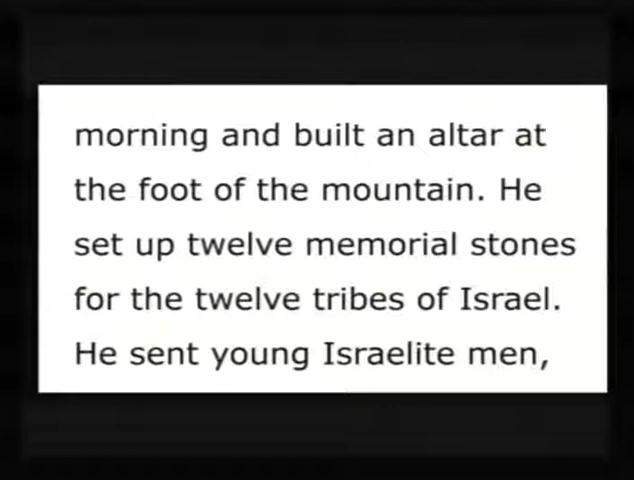 morning and built an altar at
the foot of the mountain. He
set up twelve memorial stones
for the twelve tribes of Israel.
He sent young Israelite men,